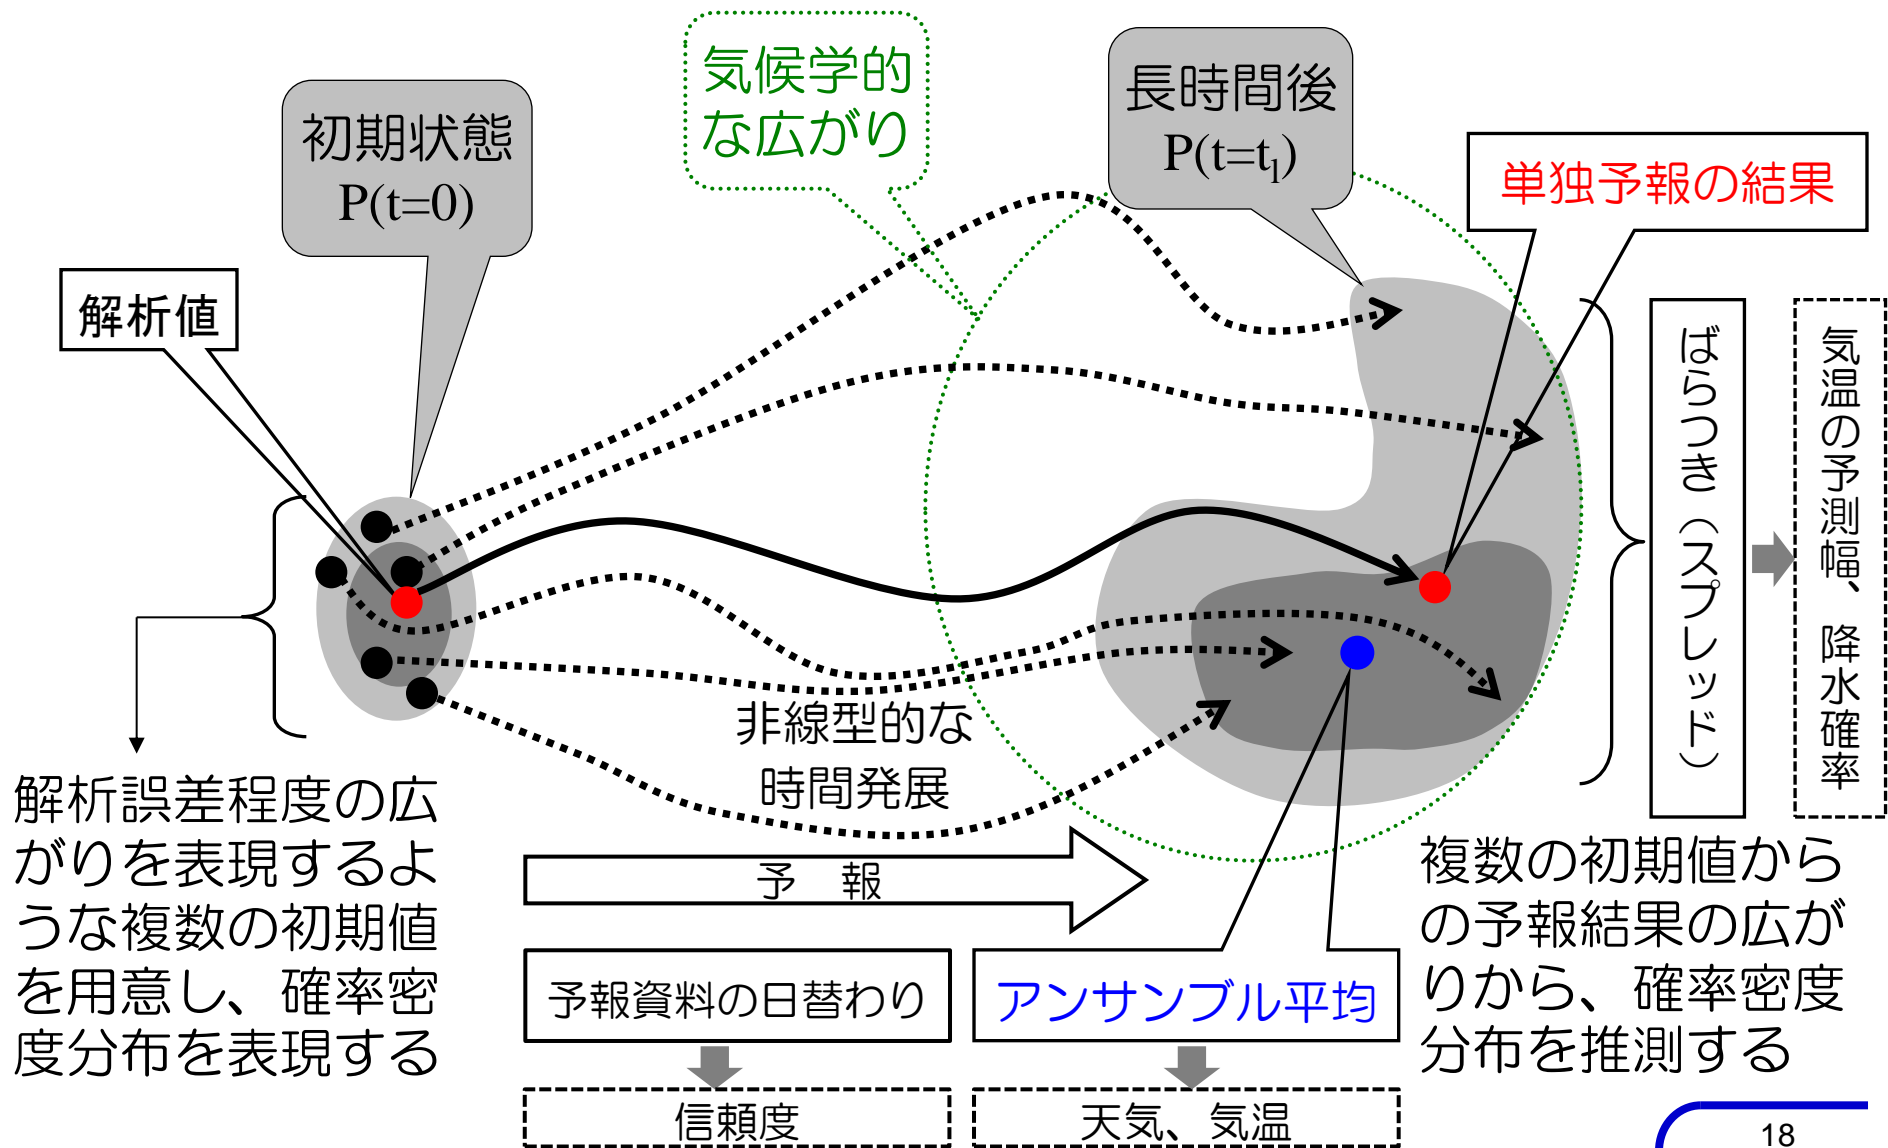 気候学的
な広がり
長時間後
P(t=t_l)
初期状態
P(t=0)
単独予報の結果
解析値
ばらつき（スプレッド）
気温の予測幅、降水確率
非線型的な
時間発展
解析誤差程度の広
がりを表現するよ
うな複数の初期値
を用意し、確率密
度分布を表現する
予 報
複数の初期値から
の予報結果の広が
りから、確率密度
分布を推測する
予報資料の日替わり
アンサンブル平均
信頼度
天気、気温
18